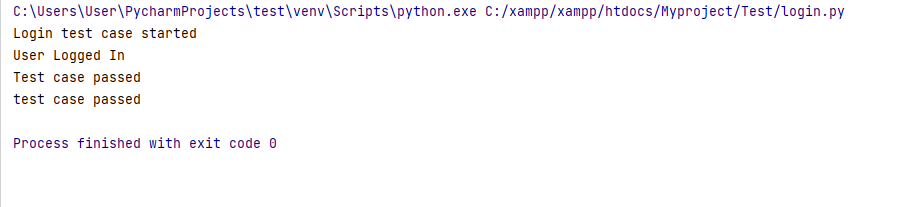 C:\Users\User\PycharmProjects\test\venv\Scripts\python.exe C:/xampp/xampp/htdocs/Myproject/Test/login.py
Login test case started
User Logged In
Test case passed
test case passed
Process finished with exit code 0